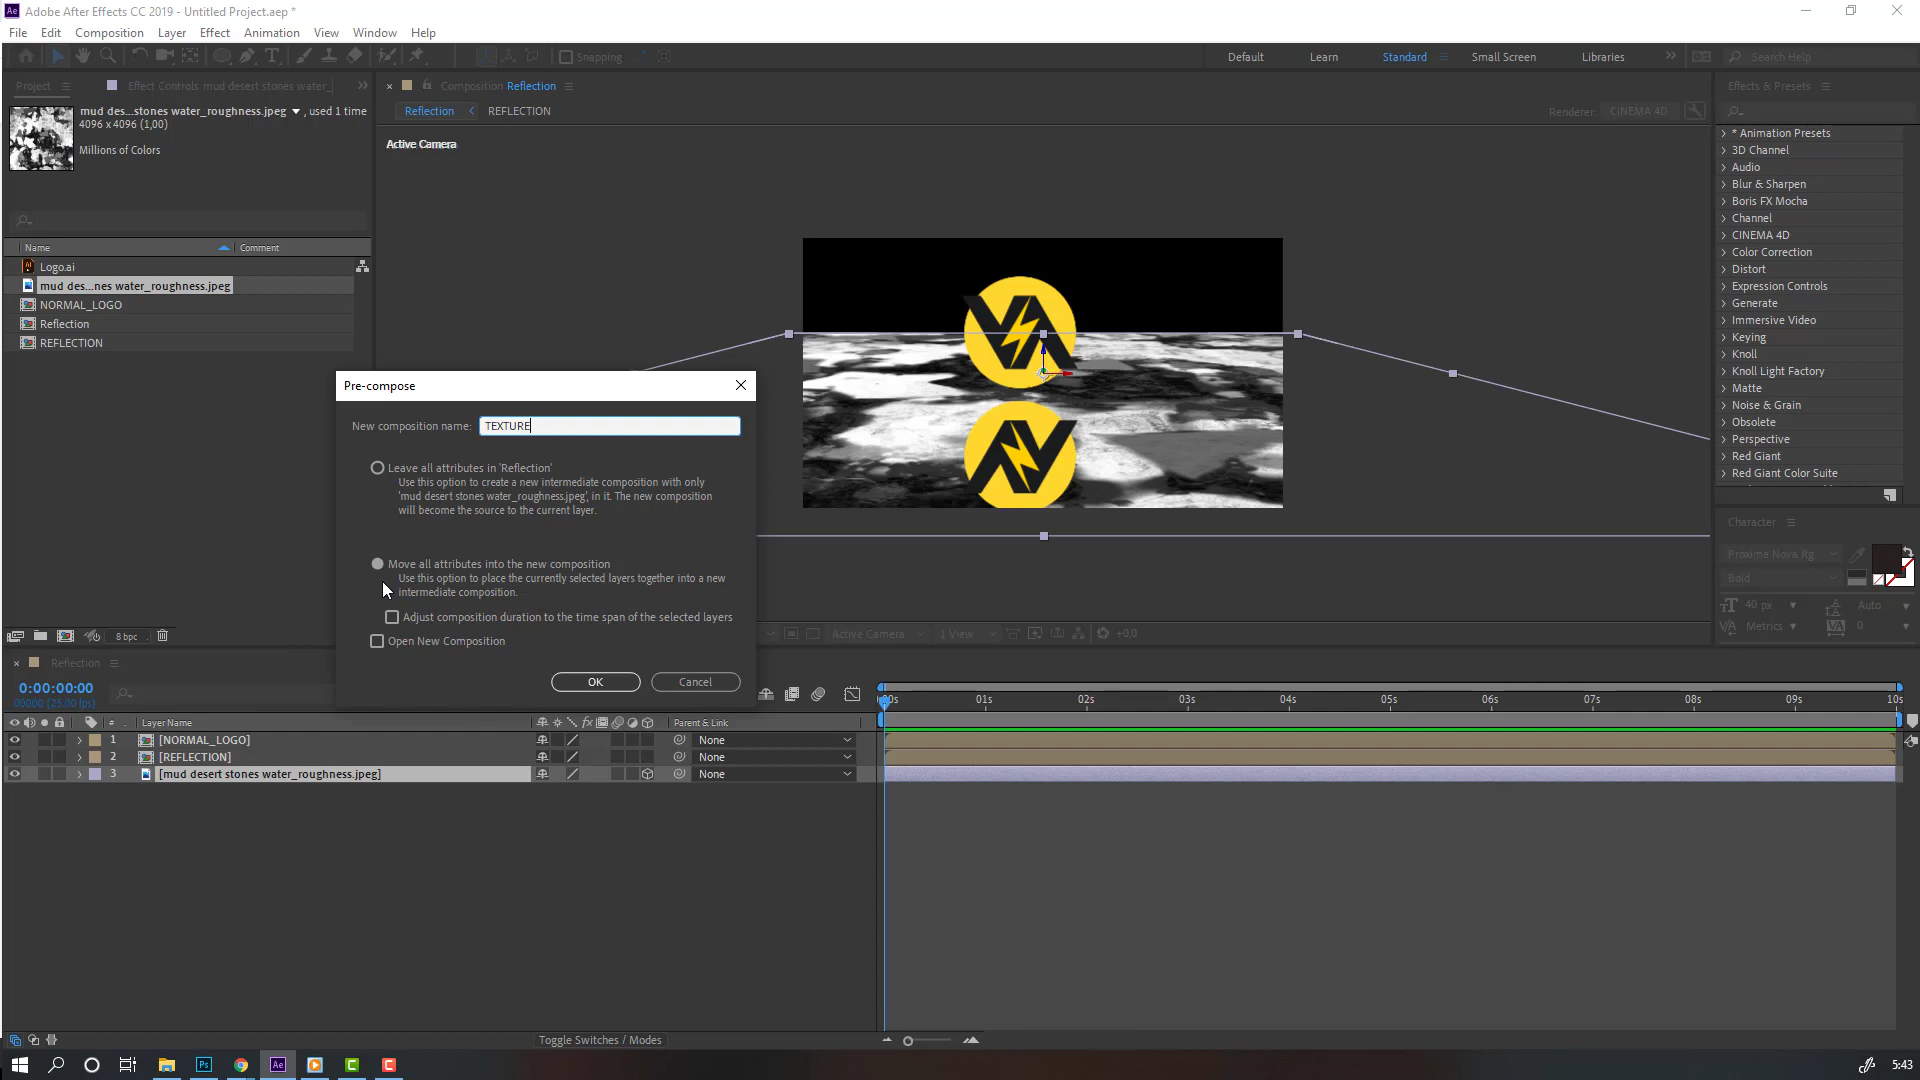 Adobe After Effects CC 2019 - Untitled Project.aep *
File Edit Composition Layer Effect Animation View Window Help
Snapping
Default Learn Standard Small Screen Libraries
Search Help
Project
Effect Controls mud desert stones water_
Composition Reflection
Effects & Presets
mud des...stones water_roughness.jpeg , used 1 time
4096 x 4096 (1,00)
Millions of Colors
Reflection REFLECTION
Renderer: CINEMA 4D
Active Camera
* Animation Presets
3D Channel
Audio
Blur & Sharpen
Boris FX Mocha
Channel
CINEMA 4D
Color Correction
Distort
Expression Controls
Generate
Immersive Video
Keying
Knoll
Knoll Light Factory
Matte
Noise & Grain
Obsolete
Perspective
Red Giant
Red Giant Color Suite
Name Comment
Logo.ai
mud des...nes water_roughness.jpeg
NORMAL_LOGO
Reflection
REFLECTION
Pre-compose
New composition name: TEXTURE
Leave all attributes in 'Reflection'
Use this option to create a new intermediate composition with only
'mud desert stones water_roughness.jpeg', in it. The new composition
will become the source to the current layer.
Move all attributes into the new composition
Use this option to place the currently selected layers together into a new
intermediate composition.
Adjust composition duration to the time span of the selected layers
Open New Composition
OK Cancel
Character
Proxima Nova Rg
Bold
40 px Auto
Metrics 0
8 bpc
Active Camera 1 View +0,0
Reflection
0:00:00:00
00000 (25.00 fps)
00s 01s 02s 03s 04s 05s 06s 07s 08s 09s 10s
# Layer Name fx Parent & Link
1 [NORMAL_LOGO] None
2 [REFLECTION] None
3 [mud desert stones water_roughness.jpeg] None
Toggle Switches / Modes
Ps Ae C C
5:43